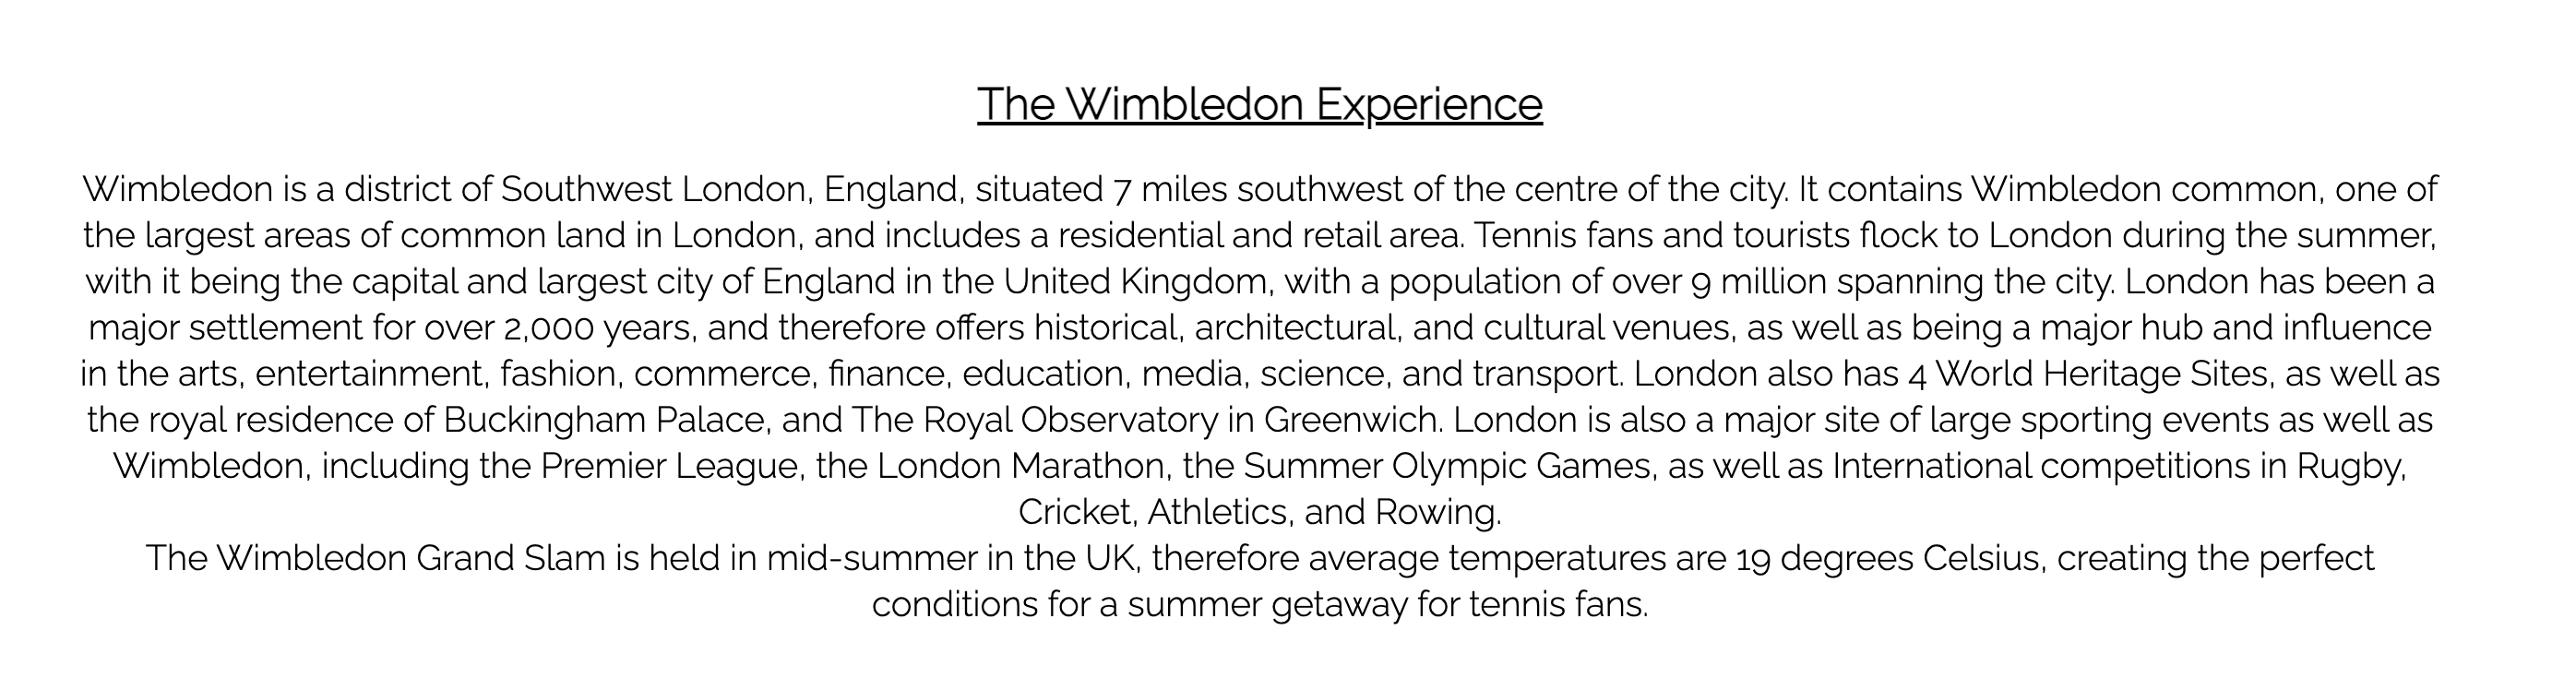 The Wimbledon Experience
Wimbledon is a district of Southwest London, England, situated 7 miles southwest of the centre of the city. It contains Wimbledon common, one of
the largest areas of common land in London, and includes a residential and retail area. Tennis fans and tourists flock to London during the summer,
with it being the capital and largest city of England in the United Kingdom, with a population of over 9 million spanning the city. London has been a
major settlement for over 2,000 years, and therefore offers historical, architectural, and cultural venues, as well as being a major hub and influence
in the arts, entertainment, fashion, commerce, finance, education, media, science, and transport. London also has 4 World Heritage Sites, as well as
the royal residence of Buckingham Palace, and The Royal Observatory in Greenwich. London is also a major site of large sporting events as well as
Wimbledon, including the Premier League, the London Marathon, the Summer Olympic Games, as well as International competitions in Rugby,
Cricket, Athletics, and Rowing.
The Wimbledon Grand Slam is held in mid-summer in the UK, therefore average temperatures are 19 degrees Celsius, creating the perfect
conditions for a summer getaway for tennis fans.